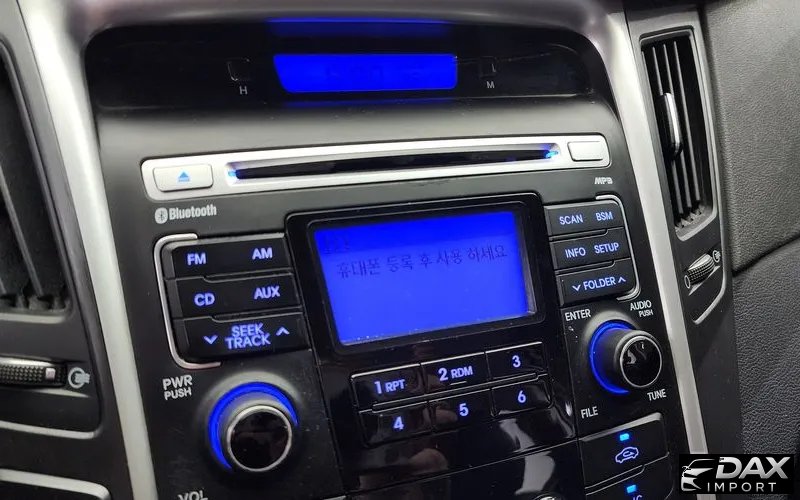 H
M
MP3
Bluetooth
FM
AM
CD
AUX
SEEK
TRACK
PWR
PUSH
VOL
휴대폰 등록 후 사용 하세요
1 RPT
2 RDM
3
4
5
6
SCAN
BSM
INFO
SETUP
FOLDER
ENTER
AUDIO
PUSH
FILE
TUNE
DAX
IMPORT